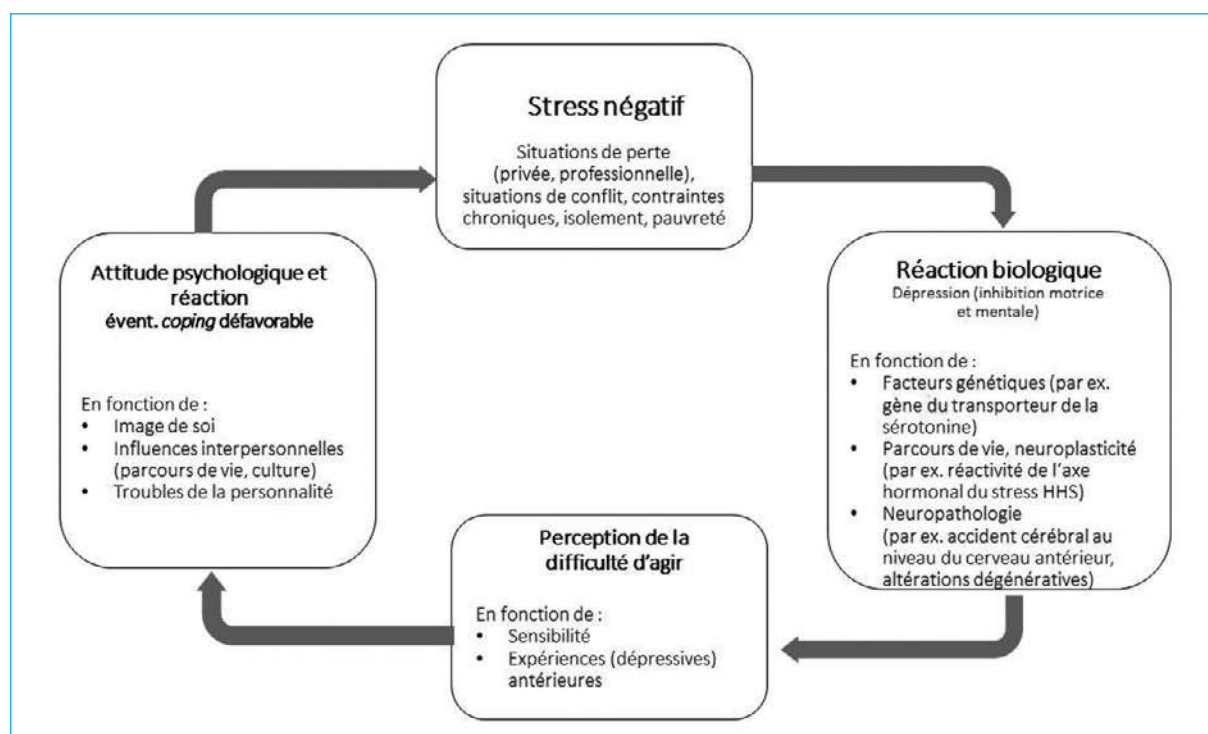 Stress négatif
Situations de perte
(privée, professionnelle),
situations de conflit, contraintes
chroniques, isolement, pauvreté
Réaction biologique
Dépression (inhibition motrice
et mentale)
En fonction de :
• Facteurs génétiques (par ex.
gène du transporteur de la
sérotonine)
• Parcours de vie, neuroplasticité
(par ex. réactivité de l'axe
hormonal du stress HHS)
• Neuropathologie
(par ex. accident cérébral au
niveau du cerveau antérieur,
altérations dégénératives)
Perception de la
difficulté d'agir
En fonction de :
• Sensibilité
• Expériences (dépressives)
antérieures
Attitude psychologique et
réaction
évent. coping défavorable
En fonction de :
• Image de soi
• Influences interpersonnelles
(parcours de vie, culture)
• Troubles de la personnalité